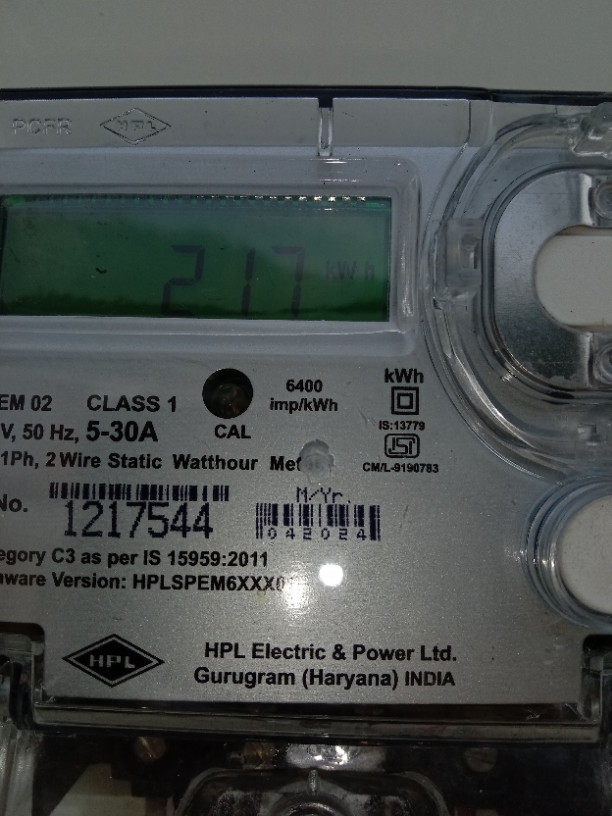 HPL
217 kWh
EM 02 CLASS 1
6400
imp/kWh
kWh
V, 50 Hz, 5-30A
CAL
IS:13779
ISI
1Ph, 2 Wire Static Watthour
CM/L-9190783
M/Yr.
No. 1217544
042024
egory C3 as per IS 15959:2011
ware Version: HPLSPEM6XXX0
HPL
HPL Electric & Power Ltd.
Gurugram (Haryana) INDIA